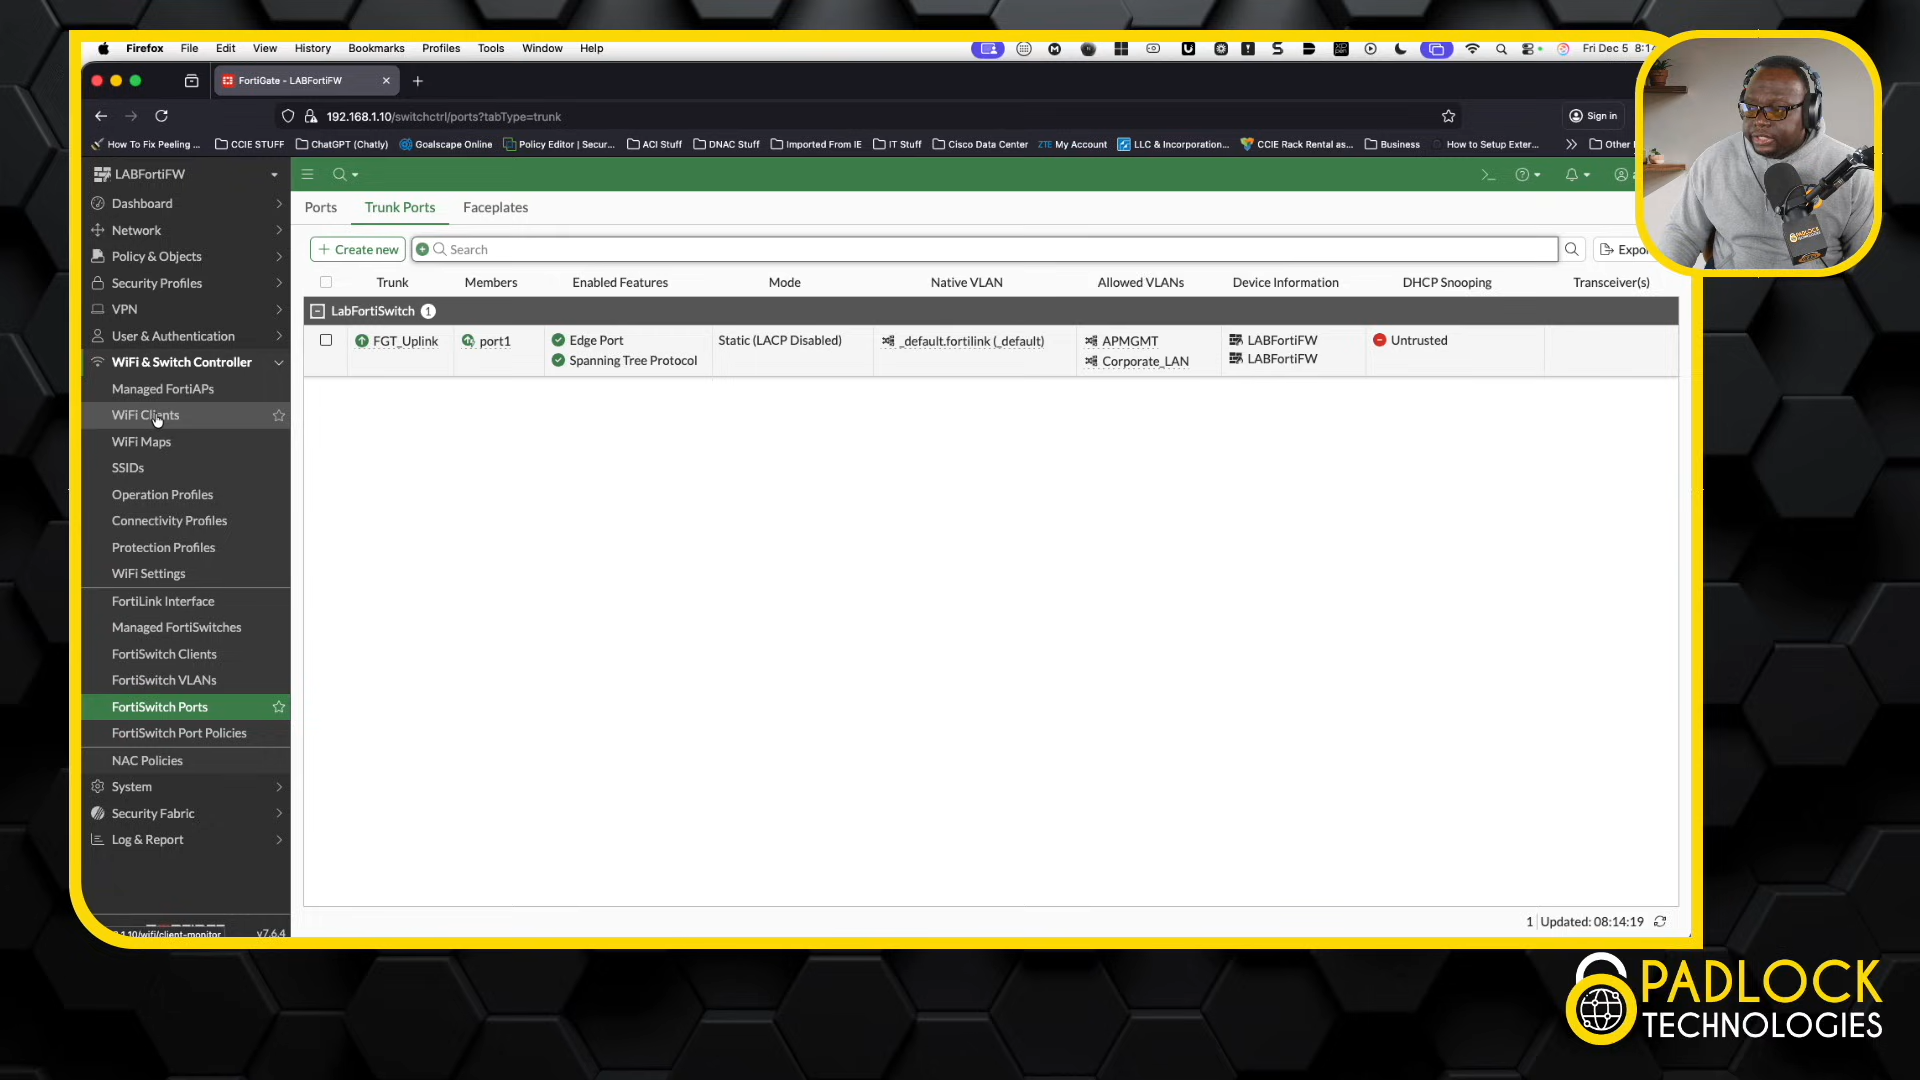 Firefox File Edit View History Bookmarks Profiles Tools Window Help
Fri Dec 5 8:14
FortiGate - LABFortiFW
192.168.1.10/switchctrl/ports?tabType=trunk
Sign in
How To Fix Peeling ... CCIE STUFF ChatGPT (Chatly) Goalscape Online Policy Editor | Secur... ACI Stuff DNAC Stuff Imported From IE IT Stuff Cisco Data Center ZTE My Account LLC & Incorporation... CCIE Rack Rental as... Business How to Setup Exter... Other
LABFortiFW
Dashboard
Network
Policy & Objects
Security Profiles
VPN
User & Authentication
WiFi & Switch Controller
Managed FortiAPs
WiFi Clients
WiFi Maps
SSIDs
Operation Profiles
Connectivity Profiles
Protection Profiles
WiFi Settings
FortiLink Interface
Managed FortiSwitches
FortiSwitch Clients
FortiSwitch VLANs
FortiSwitch Ports
FortiSwitch Port Policies
NAC Policies
System
Security Fabric
Log & Report
v7.6.4
Ports Trunk Ports Faceplates
Create new Search
Trunk Members Enabled Features Mode Native VLAN Allowed VLANs Device Information DHCP Snooping Transceiver(s)
LabFortiSwitch 1
FGT_Uplink port1 Edge Port Static (LACP Disabled) _default.fortilink (_default) APMGMT LABFortiFW Untrusted
Spanning Tree Protocol Corporate_LAN LABFortiFW
1 Updated: 08:14:19
PADLOCK
TECHNOLOGIES